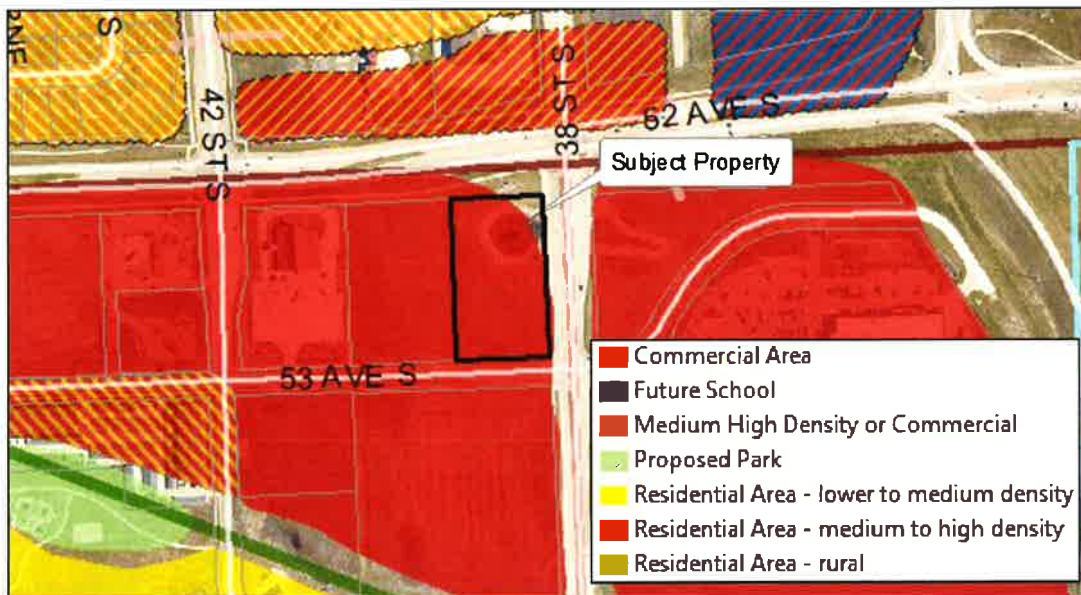 S
42 ST S
38 ST S
62 AVE S
Subject Property
53 AVE S
Commercial Area
Future School
Medium High Density or Commercial
Proposed Park
Residential Area - lower to medium density
Residential Area - medium to high density
Residential Area - rural